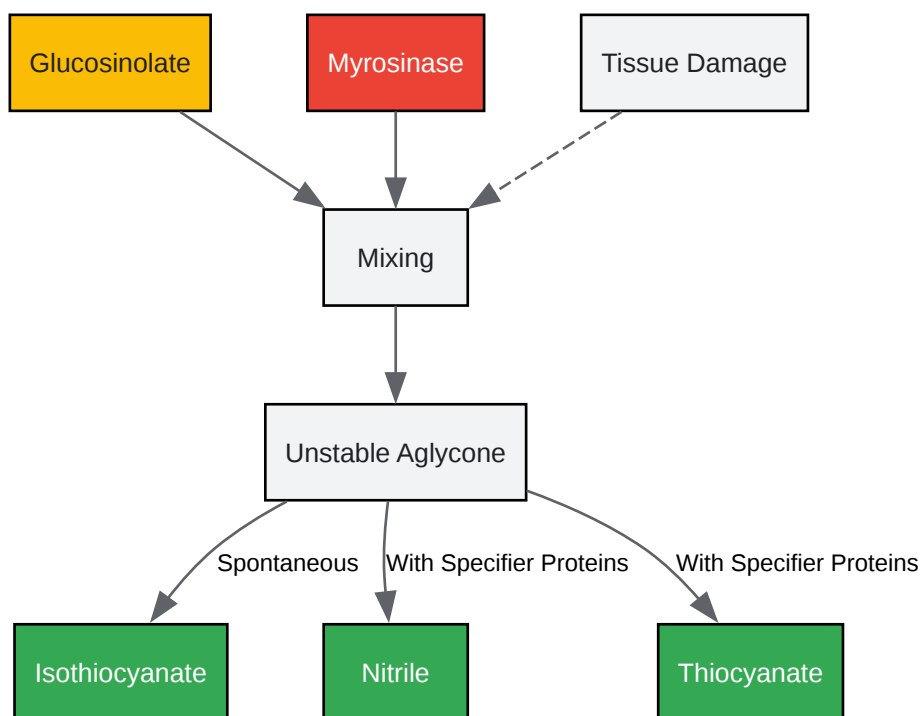 Glucosinolate
Myrosinase
Tissue Damage
Mixing
Unstable Aglycone
Spontaneous
With Specifier Proteins
With Specifier Proteins
Isothiocyanate
Nitrile
Thiocyanate